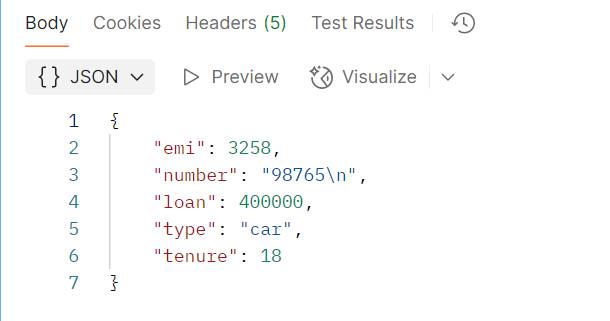 Body Cookies Headers (5) Test Results
{} JSON Preview Visualize
1 {
2 "emi": 3258,
3 "number": "98765\n",
4 "loan": 400000,
5 "type": "car",
6 "tenure": 18
7 }